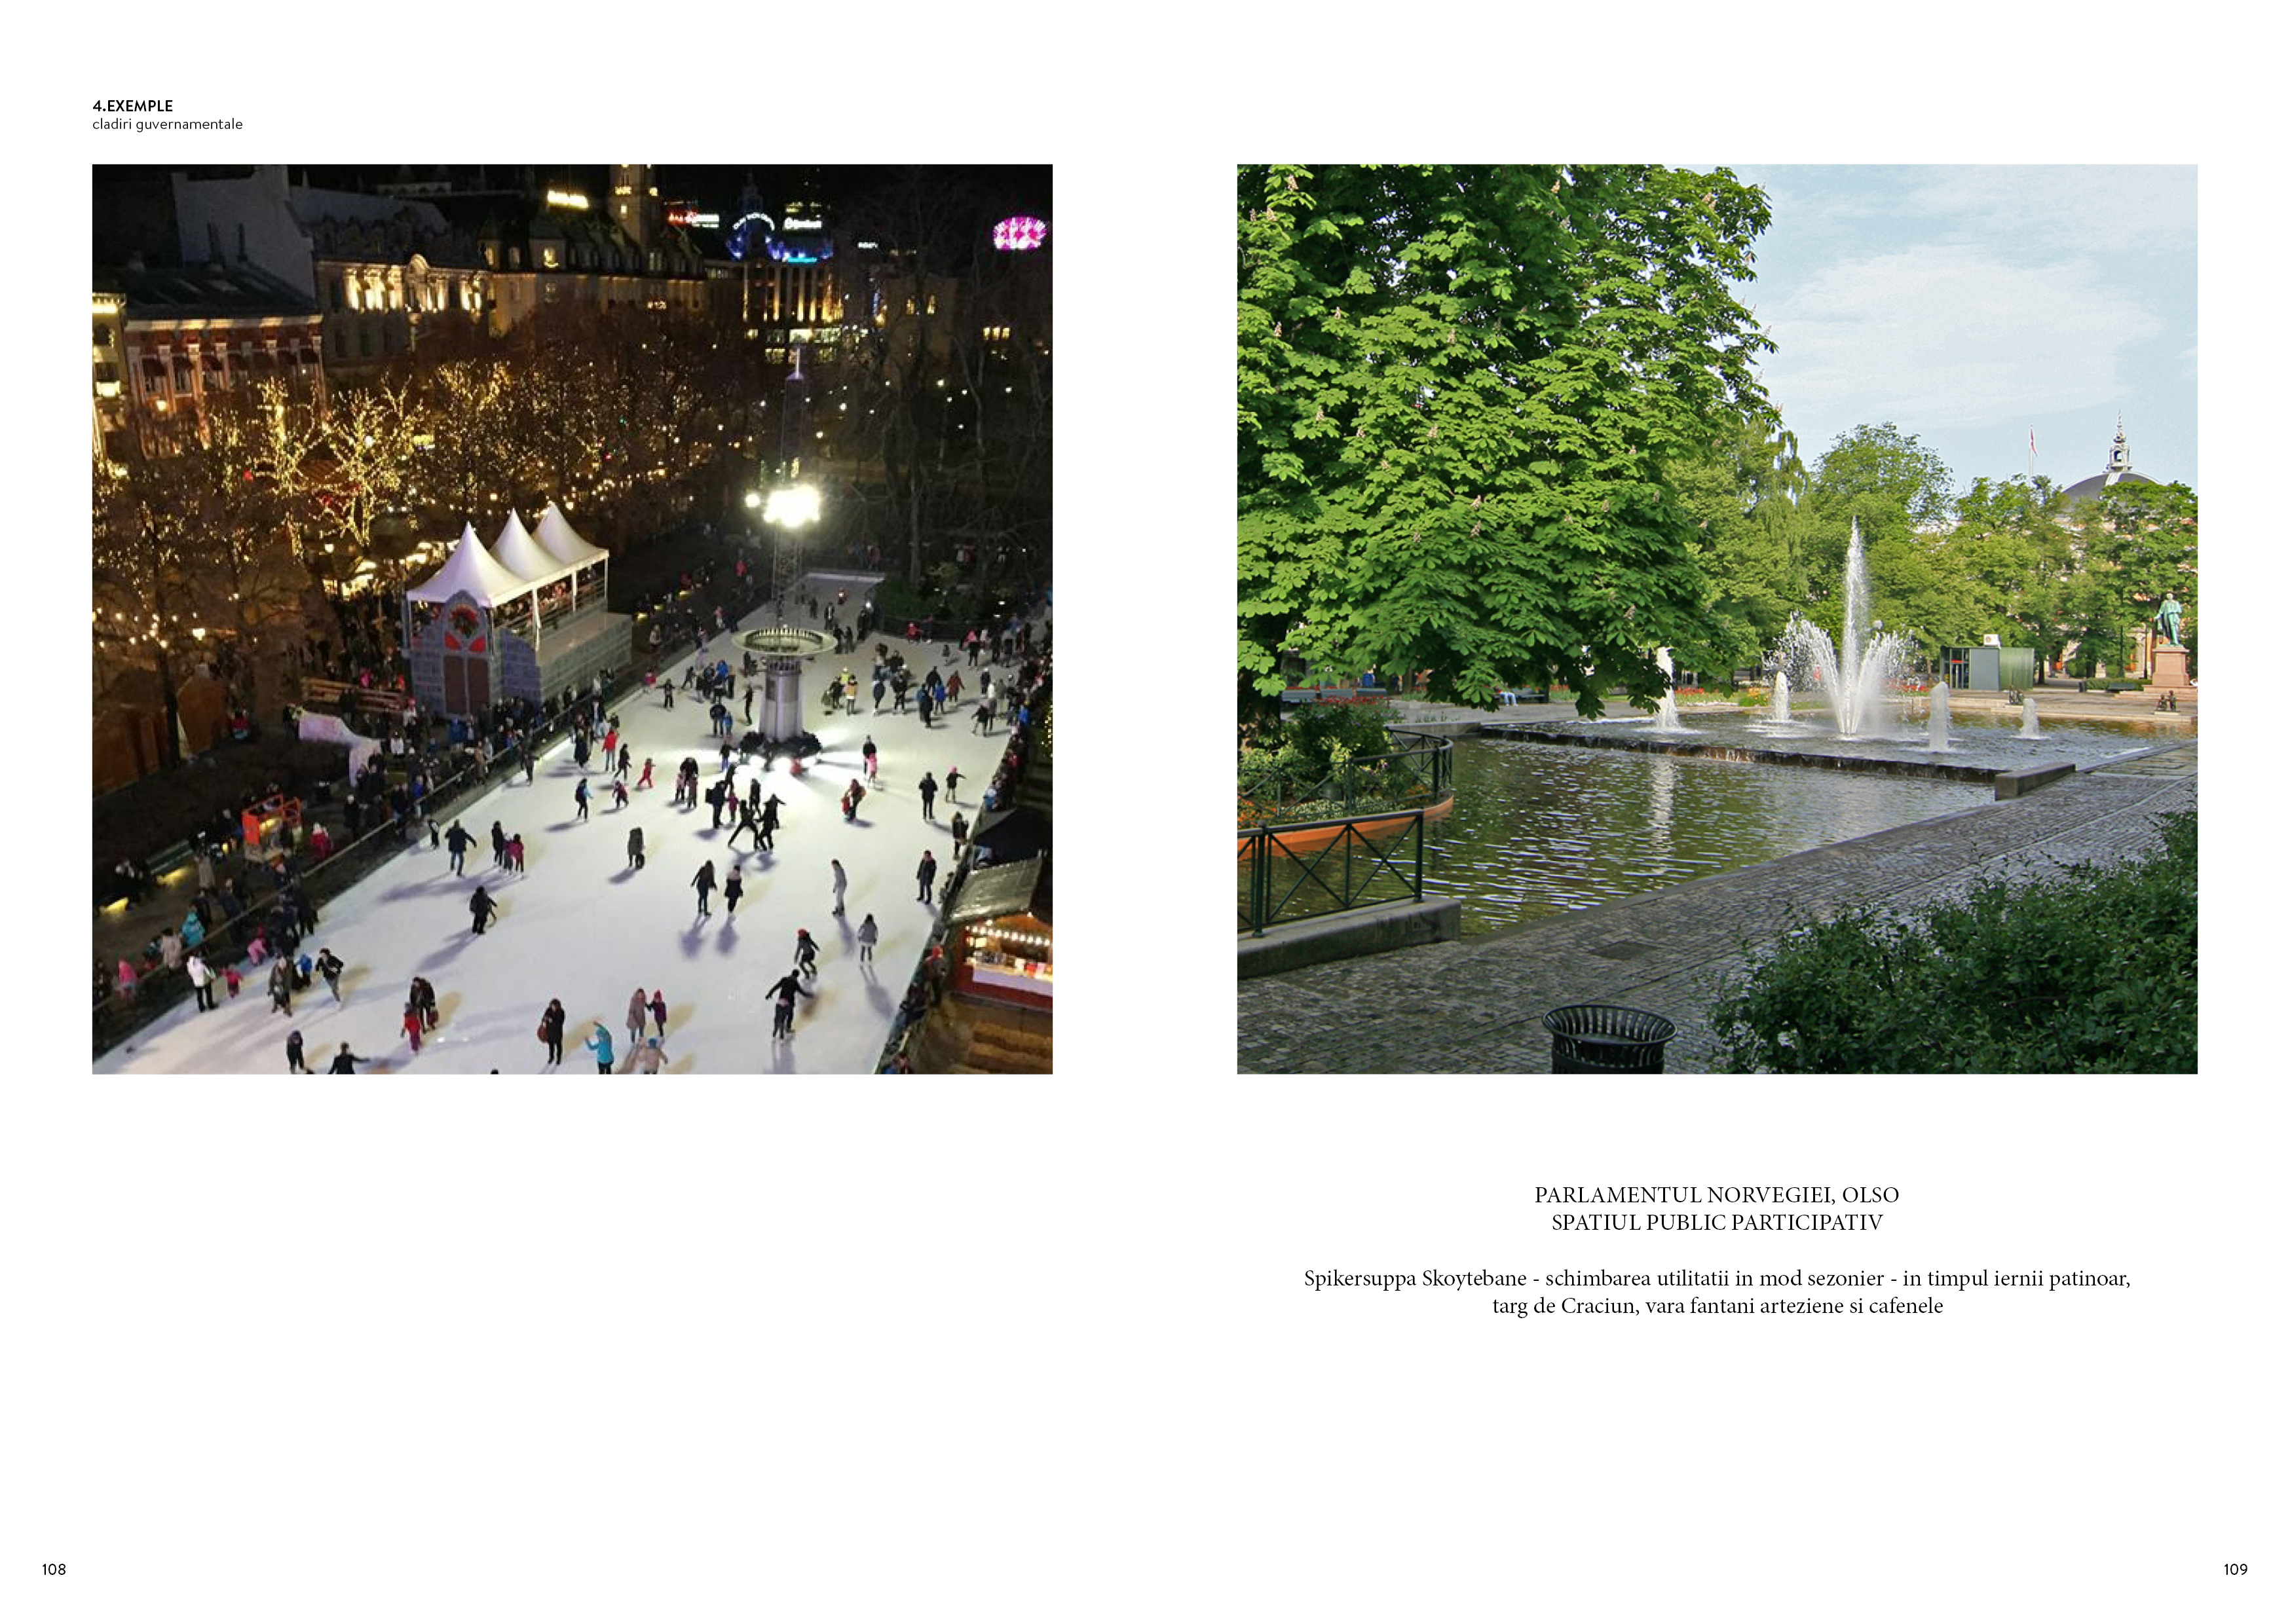 4.EXEMPLE
cladiri guvernamentale
PARLAMENTUL NORVEGIEI, OLSO
SPATIUL PUBLIC PARTICIPATIV
Spikersuppa Skoytebane - schimbarea utilitatii in mod sezonier - in timpul iernii patinoar,
targ de Craciun, vara fantani arteziene si cafenele
108
109